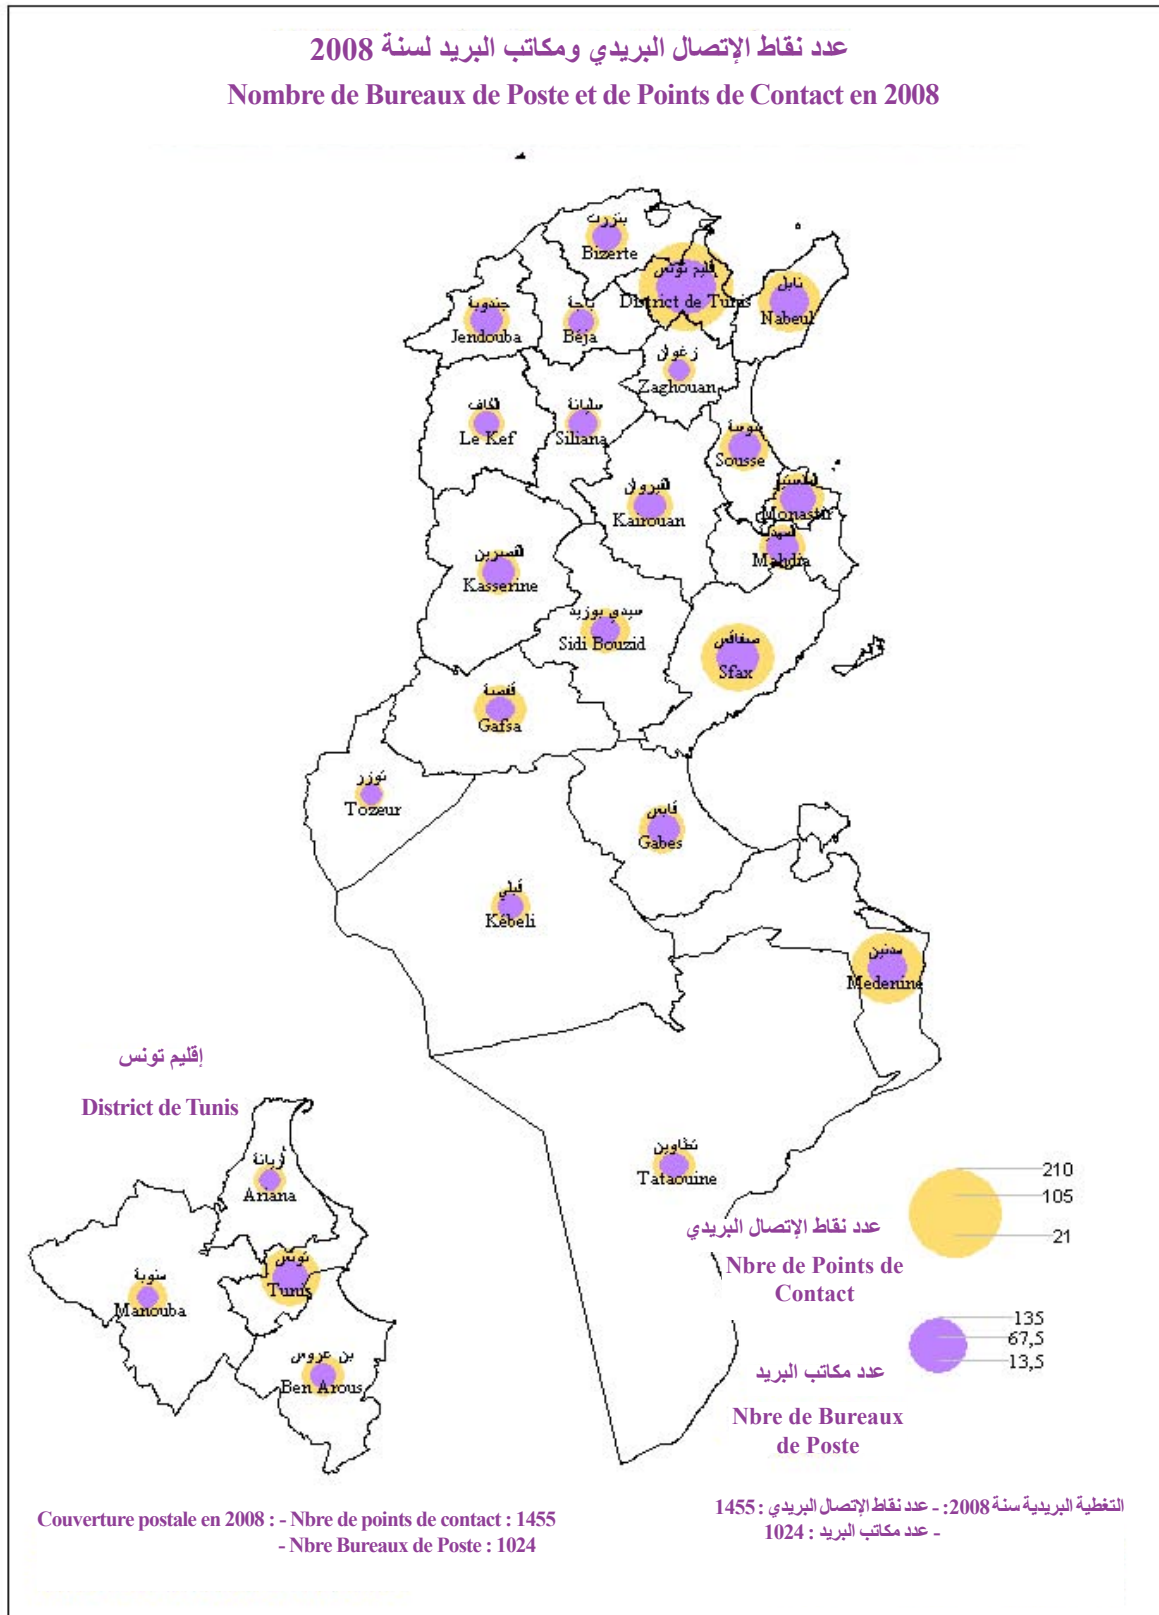 عدد نقاط الإتصال البريدي ومكاتب البريد لسنة 2008
Nombre de Bureaux de Poste et de Points de Contact en 2008
بنزرت
Bizerte
إقليم تونس
District de Tunis
نابل
Nabeul
جندوبة
Jendouba
باجة
Béja
زغوان
Zaghouan
الكاف
Le Kef
سليانة
Siliana
سوسة
Sousse
المنستير
Monastir
القيروان
Kairouan
المهدية
Mahdia
القصرين
Kasserine
سيدي بوزيد
Sidi Bouzid
صفاقس
Sfax
قفصة
Gafsa
توزر
Tozeur
قابس
Gabes
قبلي
Kébeli
مدنين
Medenine
تطاوين
Tataouine
إقليم تونس
District de Tunis
أريانة
Ariana
تونس
Tunis
منوبة
Manouba
بن عروس
Ben Arous
210
105
21
عدد نقاط الإتصال البريدي
Nbre de Points de
Contact
135
67,5
13,5
عدد مكاتب البريد
Nbre de Bureaux
de Poste
Couverture postale en 2008 : - Nbre de points de contact : 1455
- Nbre Bureaux de Poste : 1024
التغطية البريدية سنة 2008: - عدد نقاط الإتصال البريدي : 1455
- عدد مكاتب البريد : 1024